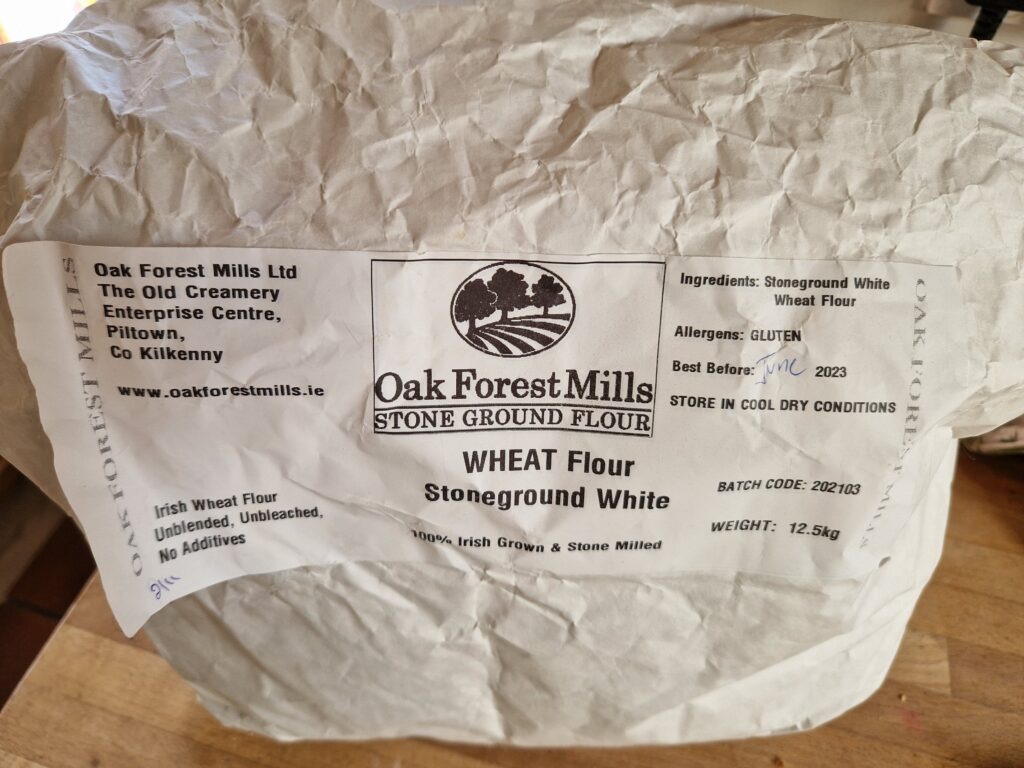 OAK FOREST MILLS
Oak Forest Mills Ltd
The Old Creamery
Enterprise Centre,
Piltown,
Co Kilkenny
www.oakforestmills.ie
Irish Wheat Flour
Unblended, Unbleached,
No Additives
Oak Forest Mills
STONE GROUND FLOUR
WHEAT Flour
Stoneground White
100% Irish Grown & Stone Milled
Ingredients: Stoneground White
Wheat Flour
Allergens: GLUTEN
Best Before: June 2023
STORE IN COOL DRY CONDITIONS
BATCH CODE: 202103
WEIGHT: 12.5kg
OAK FOREST MILLS